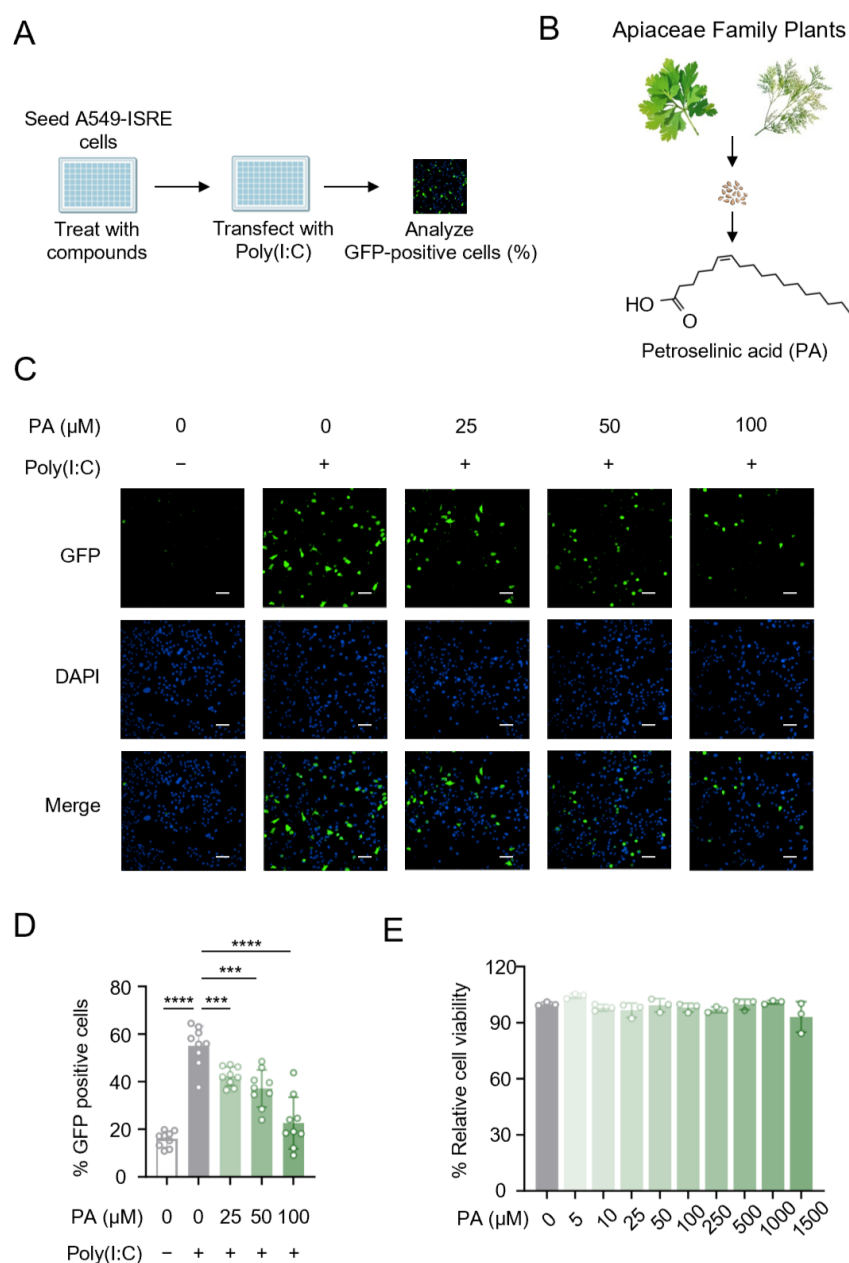 A
Seed A549-ISRE
cells
Treat with
compounds
Transfect with
Poly(I:C)
Analyze
GFP-positive cells (%)
B
Apiaceae Family Plants
HO
O
Petroselinic acid (PA)
C
PA (µM) 0 0 25 50 100
Poly(I:C) − + + + +
GFP
DAPI
Merge
D
****
***
**** ***
80
60
40
20
0
% GFP positive cells
PA (µM) 0 0 25 50 100
Poly(I:C) − + + + +
E
120
90
60
30
0
% Relative cell viability
PA (µM) 0 5 10 25 50 100 250 500 1000 1500